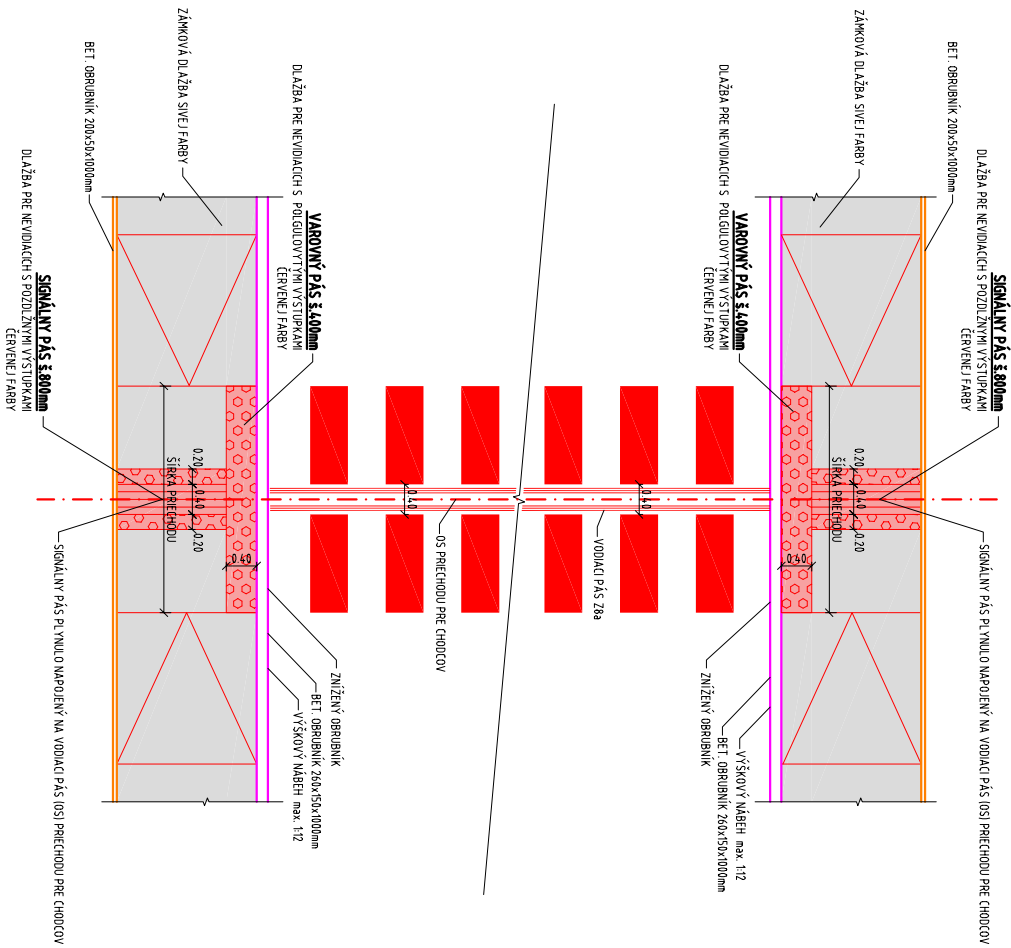 BET. OBRUBNÍK 200x50x1000mm
ZÁMKOVÁ DLAŽBA SIVEJ FARBY
DLAŽBA PRE NEVIDIACICH S POZDĹŽNYMI VÝSTUPKAMI
ČERVENEJ FARBY
SIGNÁLNY PÁS š.800mm
SIGNÁLNY PÁS PLYNULO NAPOJENÝ NA VODIACI PÁS (OS) PRIECHODU PRE CHODCOV
VAROVNÝ PÁS š.400mm
DLAŽBA PRE NEVIDIACICH S POLGULOVYTÝMI VÝSTUPKAMI
ČERVENEJ FARBY
0.20
0.40
0.20
ŠÍRKA PRIECHODU
0.40
ZNÍŽENÝ OBRUBNÍK
BET. OBRUBNÍK 260x150x1000mm
VÝŠKOVÝ NÁBEH max. 1:12
0.40
VODIACI PÁS Z8a
OS PRIECHODU PRE CHODCOV
0.40
BET. OBRUBNÍK 200x50x1000mm
ZÁMKOVÁ DLAŽBA SIVEJ FARBY
SIGNÁLNY PÁS š.800mm
DLAŽBA PRE NEVIDIACICH S POZDĹŽNYMI VÝSTUPKAMI
ČERVENEJ FARBY
SIGNÁLNY PÁS PLYNULO NAPOJENÝ NA VODIACI PÁS (OS) PRIECHODU PRE CHODCOV
VAROVNÝ PÁS š.400mm
DLAŽBA PRE NEVIDIACICH S POLGULOVYTÝMI VÝSTUPKAMI
ČERVENEJ FARBY
0.20
0.40
0.20
ŠÍRKA PRIECHODU
0.40
ZNÍŽENÝ OBRUBNÍK
BET. OBRUBNÍK 260x150x1000mm
VÝŠKOVÝ NÁBEH max. 1:12